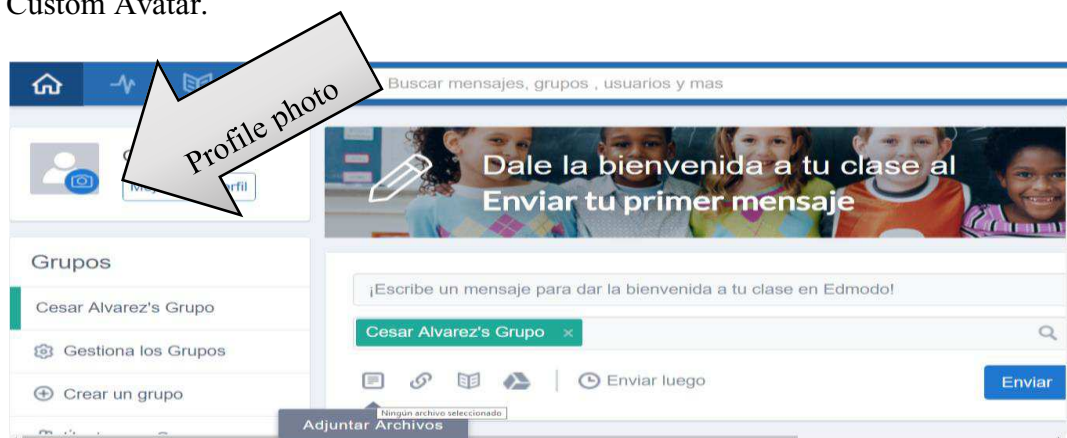 Custom Avatar.
Buscar mensajes, grupos , usuarios y mas
Profile photo
Dale la bienvenida a tu clase al
Enviar tu primer mensaje
Grupos
Cesar Alvarez's Grupo
Gestiona los Grupos
Crear un grupo
¡Escribe un mensaje para dar la bienvenida a tu clase en Edmodo!
Cesar Alvarez's Grupo ×
Enviar luego
Enviar
Ningún archivo seleccionado
Adjuntar Archivos